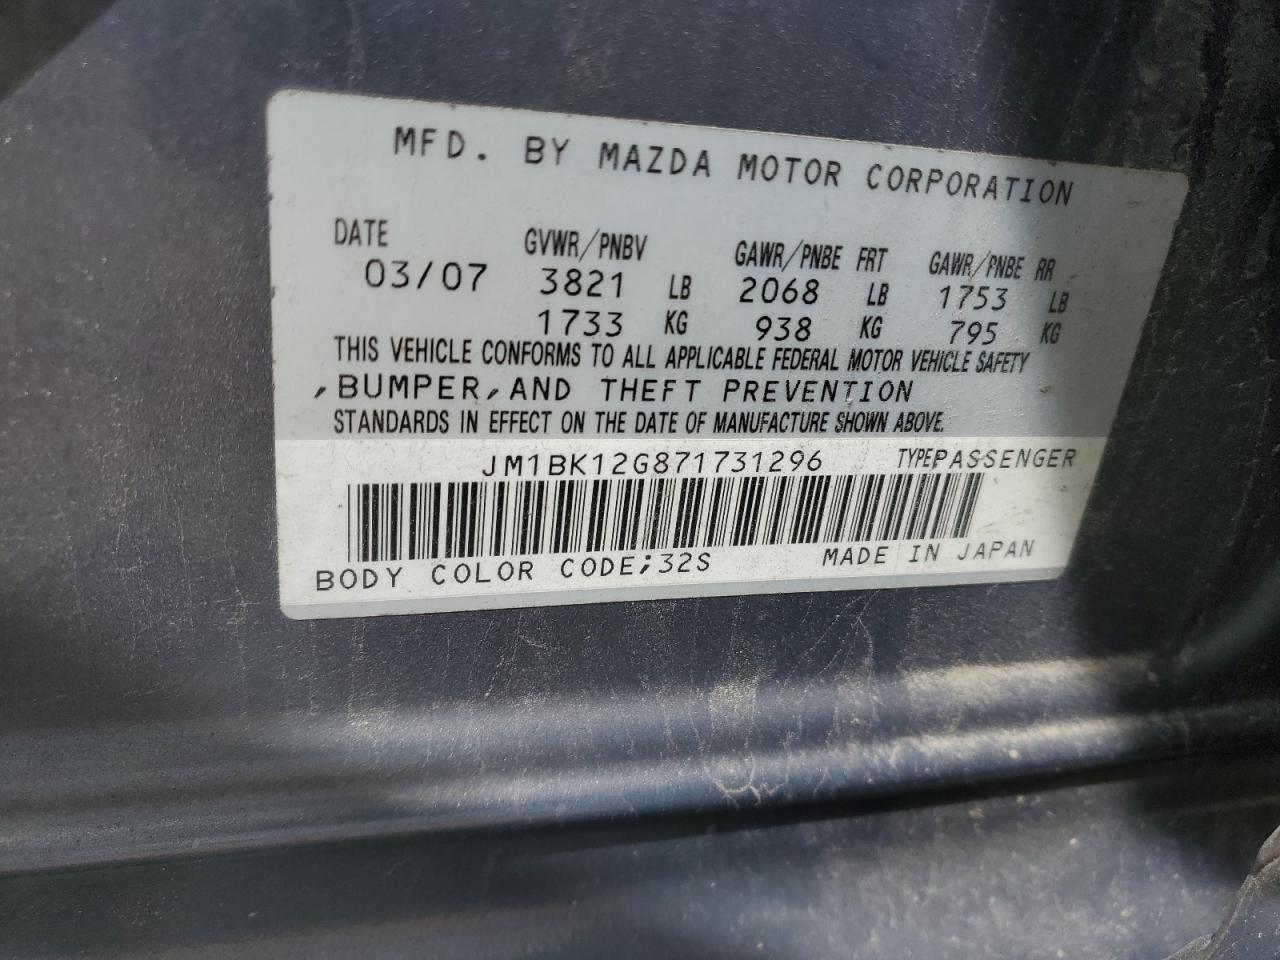 MFD. BY MAZDA MOTOR CORPORATION
DATE GVWR/PNBV GAWR/PNBE FRT GAWR/PNBE RR
03/07 3821 LB 2068 LB 1753 LB
1733 KG 938 KG 795 KG
THIS VEHICLE CONFORMS TO ALL APPLICABLE FEDERAL MOTOR VEHICLE SAFETY
,BUMPER,AND THEFT PREVENTION
STANDARDS IN EFFECT ON THE DATE OF MANUFACTURE SHOWN ABOVE.
JM1BK12G871731296 TYPE PASSENGER
BODY COLOR CODE;32S MADE IN JAPAN